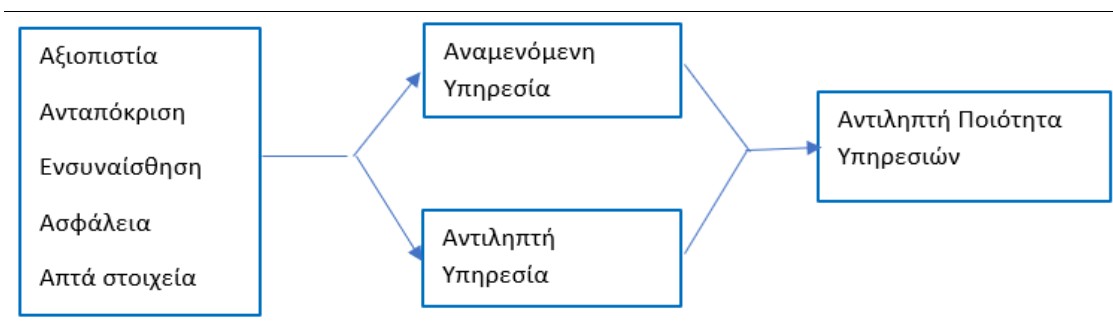 Αξιοπιστία
Ανταπόκριση
Ενσυναίσθηση
Ασφάλεια
Απτά στοιχεία
Αναμενόμενη
Υπηρεσία
Αντιληπτή
Υπηρεσία
Αντιληπτή Ποιότητα
Υπηρεσιών